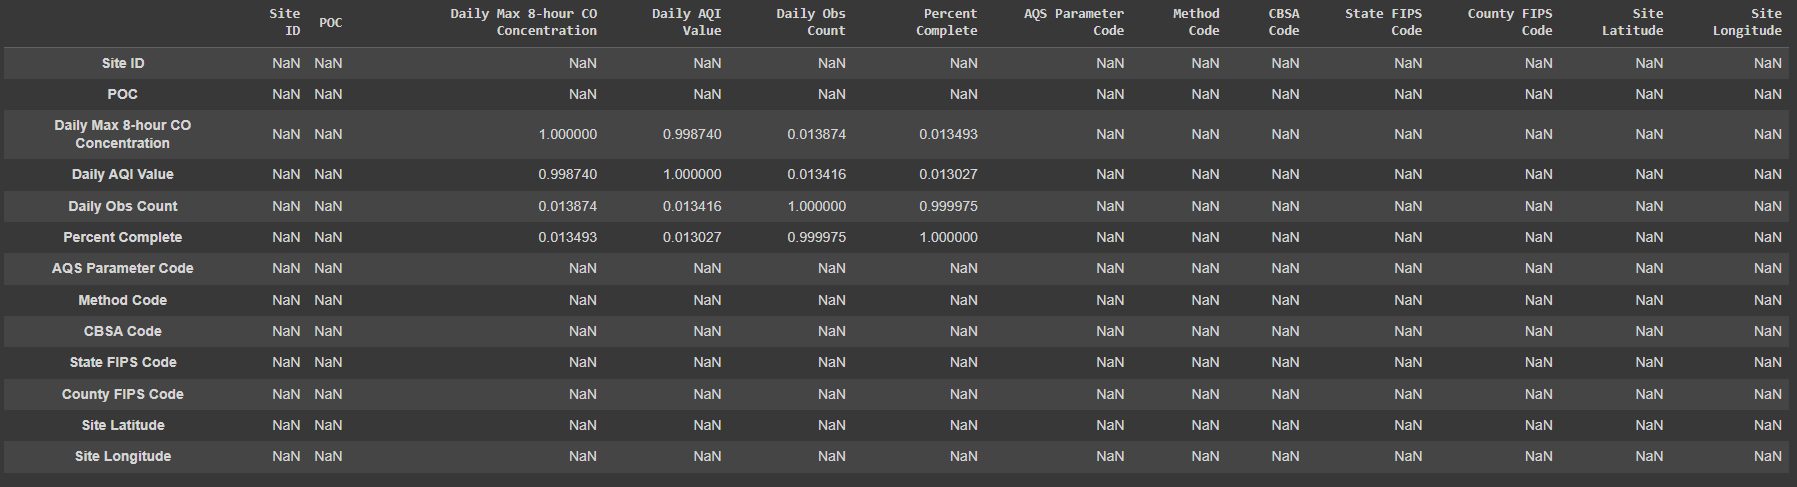 Site ID POC Daily Max 8-hour CO Concentration Daily AQI Value Daily Obs Count Percent Complete AQS Parameter Code Method Code CBSA Code State FIPS Code County FIPS Code Site Latitude Site Longitude
Site ID NaN NaN NaN NaN NaN NaN NaN NaN NaN NaN NaN NaN NaN
POC NaN NaN NaN NaN NaN NaN NaN NaN NaN NaN NaN NaN NaN
Daily Max 8-hour CO Concentration NaN NaN 1.000000 0.998740 0.013874 0.013493 NaN NaN NaN NaN NaN NaN NaN
Daily AQI Value NaN NaN 0.998740 1.000000 0.013416 0.013027 NaN NaN NaN NaN NaN NaN NaN
Daily Obs Count NaN NaN 0.013874 0.013416 1.000000 0.999975 NaN NaN NaN NaN NaN NaN NaN
Percent Complete NaN NaN 0.013493 0.013027 0.999975 1.000000 NaN NaN NaN NaN NaN NaN NaN
AQS Parameter Code NaN NaN NaN NaN NaN NaN NaN NaN NaN NaN NaN NaN NaN
Method Code NaN NaN NaN NaN NaN NaN NaN NaN NaN NaN NaN NaN NaN
CBSA Code NaN NaN NaN NaN NaN NaN NaN NaN NaN NaN NaN NaN NaN
State FIPS Code NaN NaN NaN NaN NaN NaN NaN NaN NaN NaN NaN NaN NaN
County FIPS Code NaN NaN NaN NaN NaN NaN NaN NaN NaN NaN NaN NaN NaN
Site Latitude NaN NaN NaN NaN NaN NaN NaN NaN NaN NaN NaN NaN NaN
Site Longitude NaN NaN NaN NaN NaN NaN NaN NaN NaN NaN NaN NaN NaN